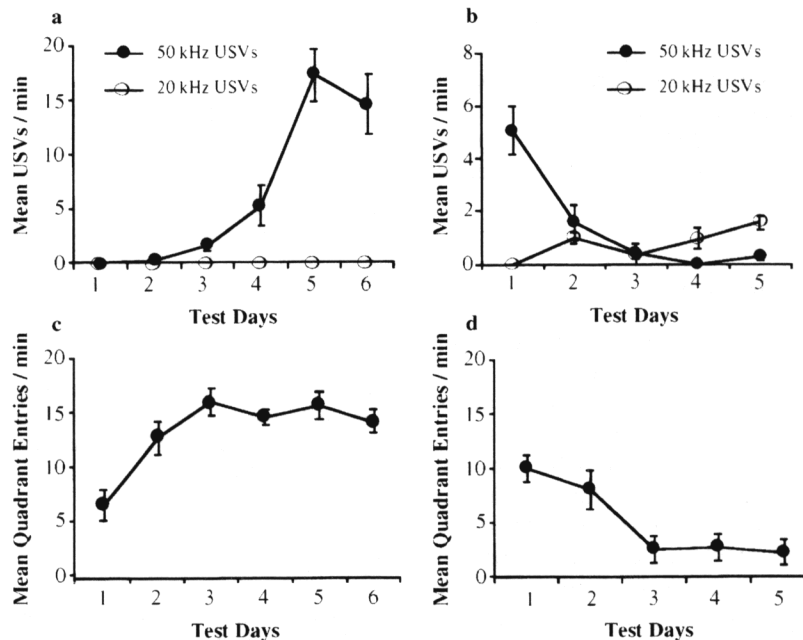 a
50 kHz USVs
20 kHz USVs
Mean USVs / min
20
15
10
5
0
1 2 3 4 5 6
Test Days
b
50 kHz USVs
20 kHz USVs
Mean USVs / min
8
6
4
2
0
1 2 3 4 5
Test Days
c
Mean Quadrant Entries / min
20
15
10
5
0
1 2 3 4 5 6
Test Days
d
Mean Quadrant Entries / min
20
15
10
5
0
1 2 3 4 5
Test Days